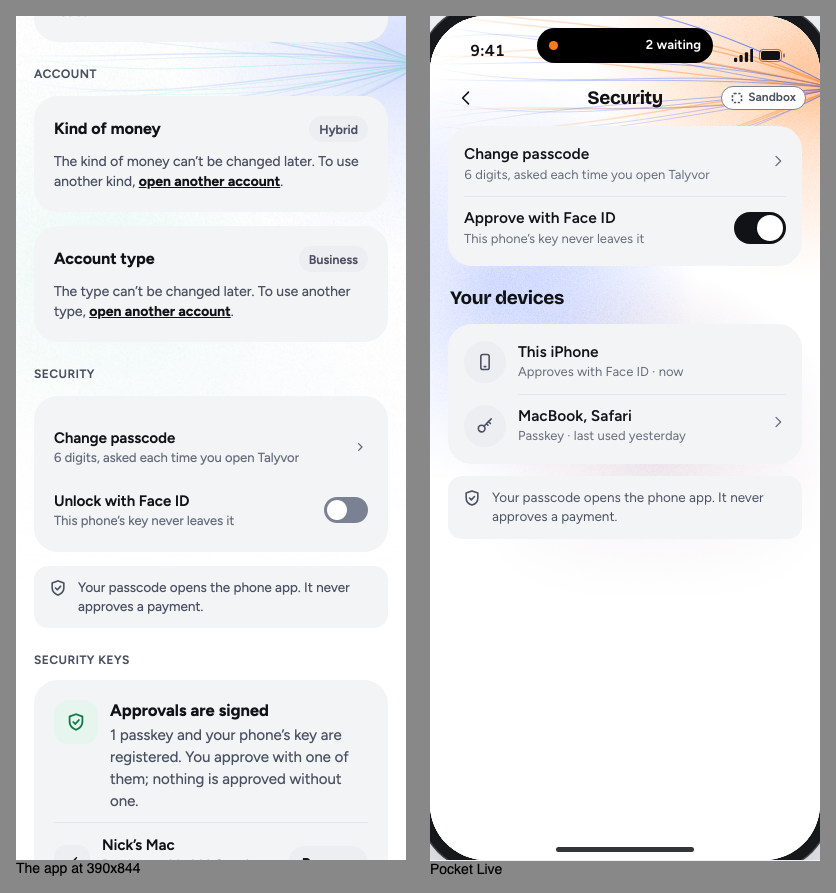 ACCOUNT
Kind of money
Hybrid
The kind of money can’t be changed later. To use
another kind, open another account.
Account type
Business
The type can’t be changed later. To use another
type, open another account.
SECURITY
Change passcode
6 digits, asked each time you open Talyvor
Unlock with Face ID
This phone’s key never leaves it
Your passcode opens the phone app. It never
approves a payment.
SECURITY KEYS
Approvals are signed
1 passkey and your phone’s key are
registered. You approve with one of
them; nothing is approved without
one.
Nick’s Mac
The app at 390x844
9:41
2 waiting
Security
Sandbox
Change passcode
6 digits, asked each time you open Talyvor
Approve with Face ID
This phone’s key never leaves it
Your devices
This iPhone
Approves with Face ID · now
MacBook, Safari
Passkey · last used yesterday
Your passcode opens the phone app. It never
approves a payment.
Pocket Live